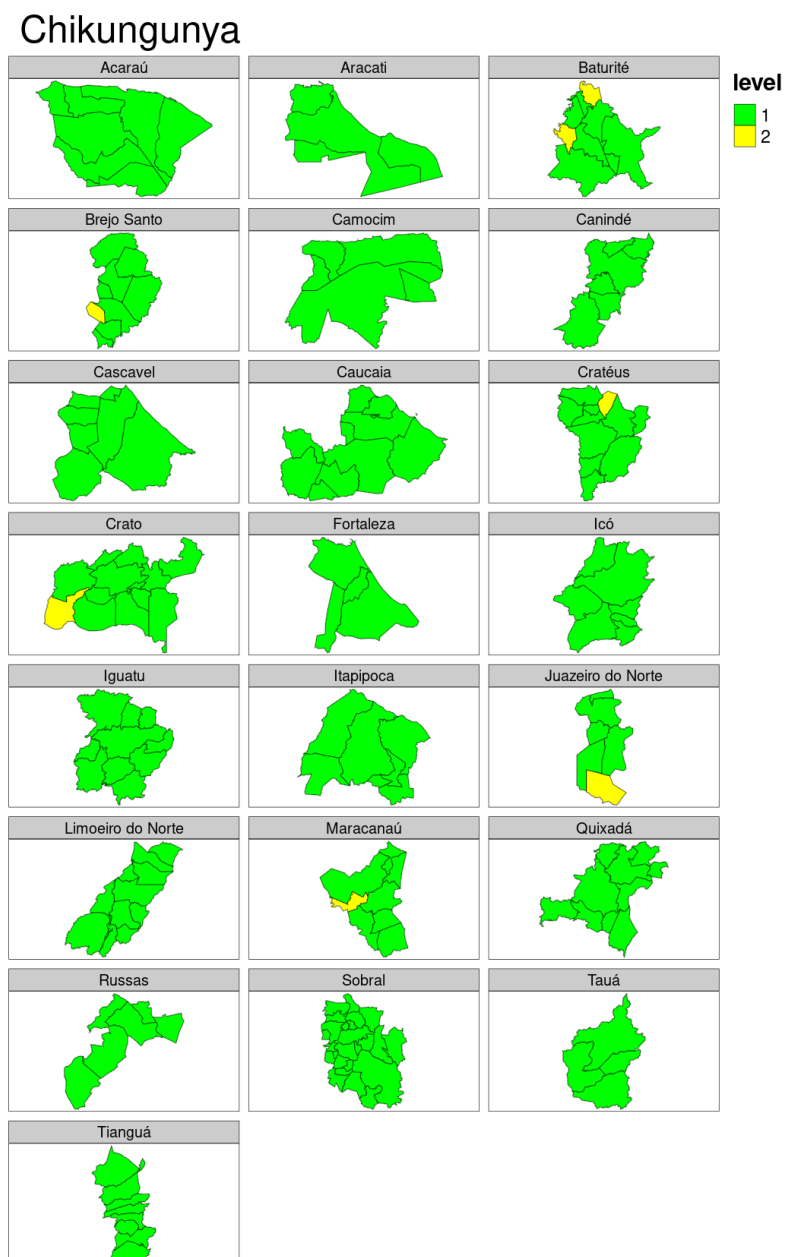 Chikungunya
Acaraú
Aracati
Baturité
level
1
2
Brejo Santo
Camocim
Canindé
Cascavel
Caucaia
Cratéus
Crato
Fortaleza
Icó
Iguatu
Itapipoca
Juazeiro do Norte
Limoeiro do Norte
Maracanaú
Quixadá
Russas
Sobral
Tauá
Tianguá